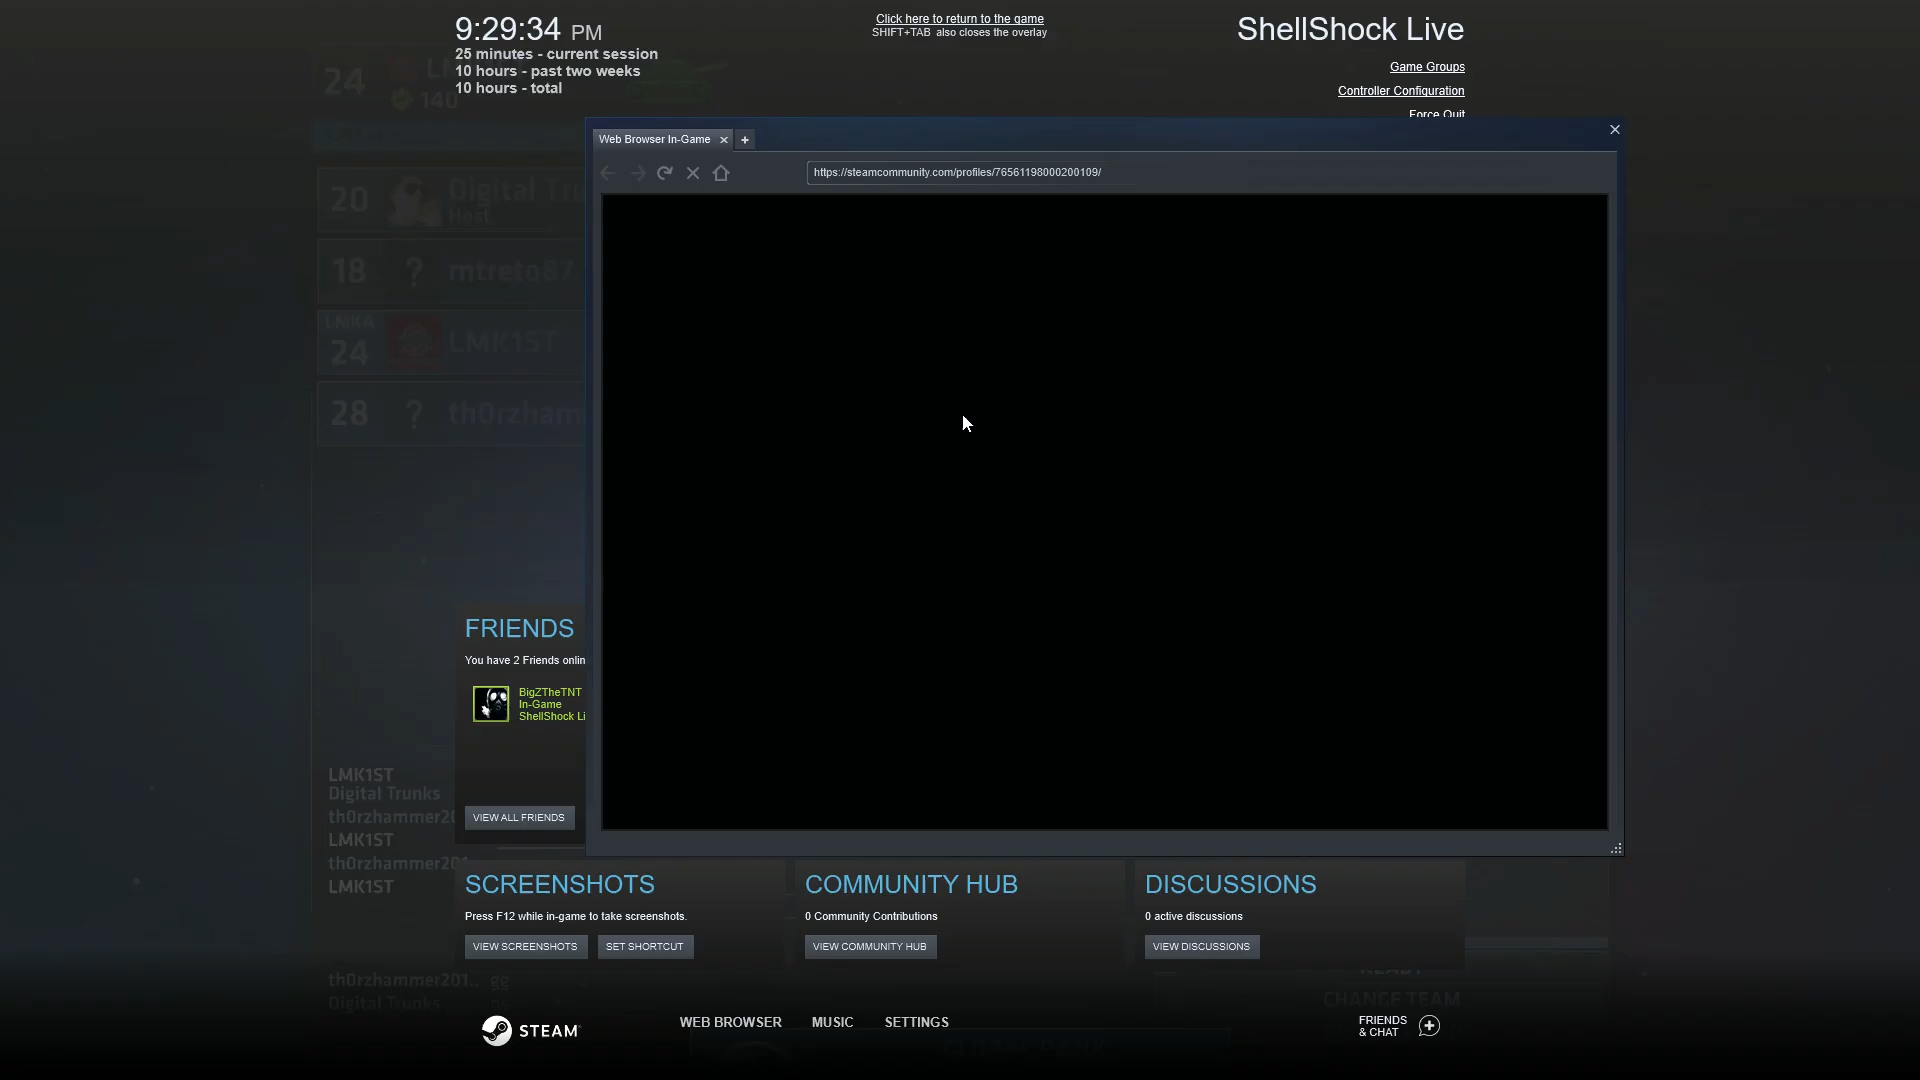 9:29:34 PM
25 minutes - current session
10 hours - past two weeks
10 hours - total
Click here to return to the game
SHIFT+TAB also closes the overlay
ShellShock Live
Game Groups
Controller Configuration
Force Quit
24
140
Web Browser In-Game
https://steamcommunity.com/profiles/76561198000200109/
20
Digital Tru
Host
18 ? mtreto87
LMKA
24 LMK1ST
28 ? th0rzham
FRIENDS
You have 2 Friends onlin
BigZTheTNT
In-Game
ShellShock Li
VIEW ALL FRIENDS
LMK1ST
Digital Trunks
th0rzhammer20
LMK1ST
th0rzhammer201
LMK1ST
SCREENSHOTS
Press F12 while in-game to take screenshots.
VIEW SCREENSHOTS
SET SHORTCUT
COMMUNITY HUB
0 Community Contributions
VIEW COMMUNITY HUB
DISCUSSIONS
0 active discussions
VIEW DISCUSSIONS
th0rzhammer201.. gg
Digital Trunks
READY
CHANGE TEAM
STEAM
WEB BROWSER
MUSIC
SETTINGS
FRIENDS
& CHAT